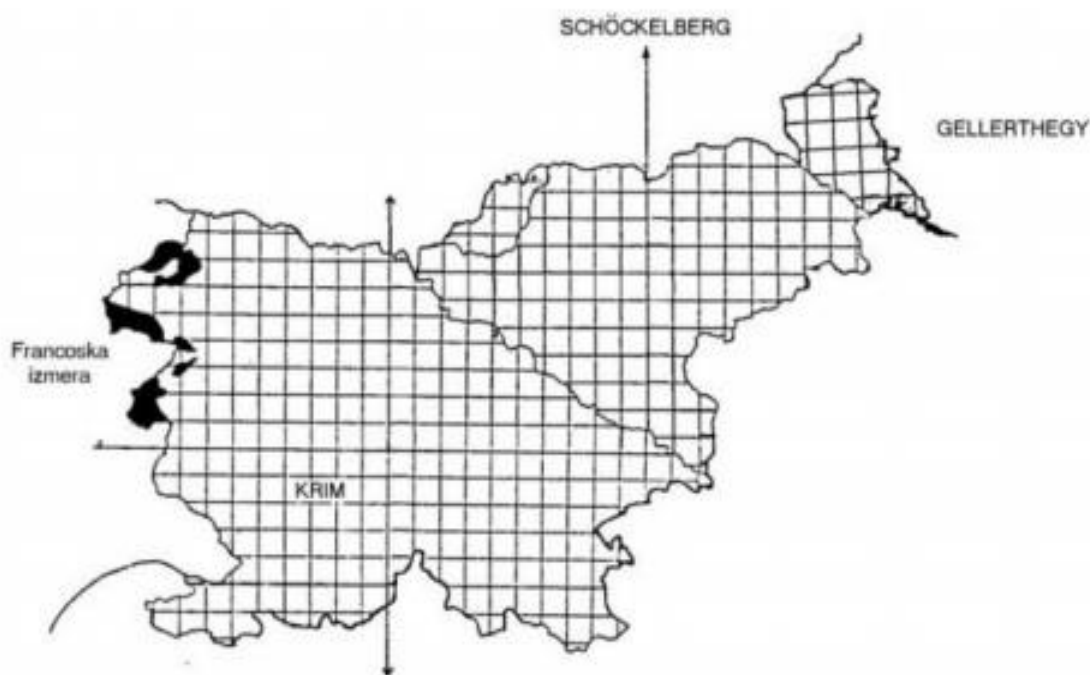 SCHÖCKELBERG
GELLERTHEGY
Francoska
izmera
KRIM